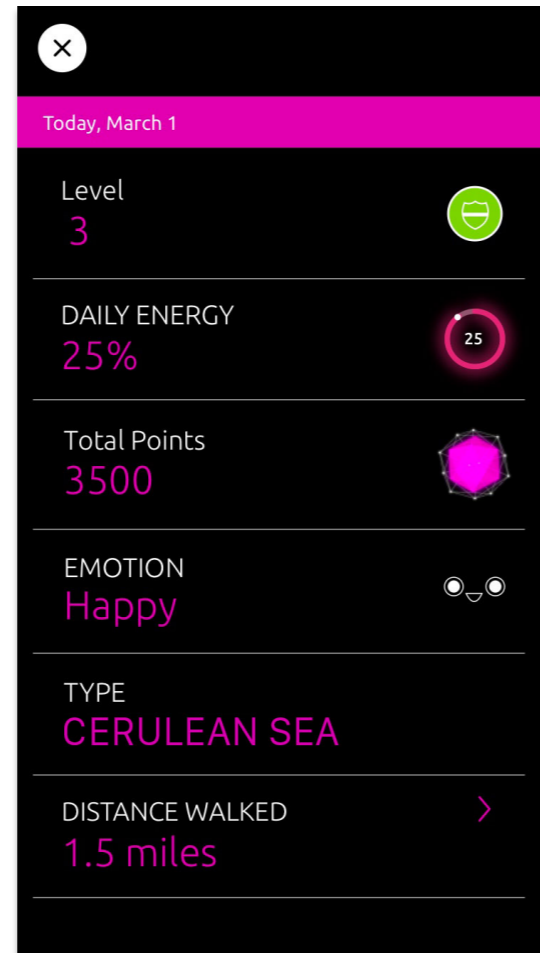 Today, March 1
Level
3
DAILY ENERGY
25%
25
Total Points
3500
EMOTION
Happy
TYPE
CERULEAN SEA
DISTANCE WALKED
1.5 miles